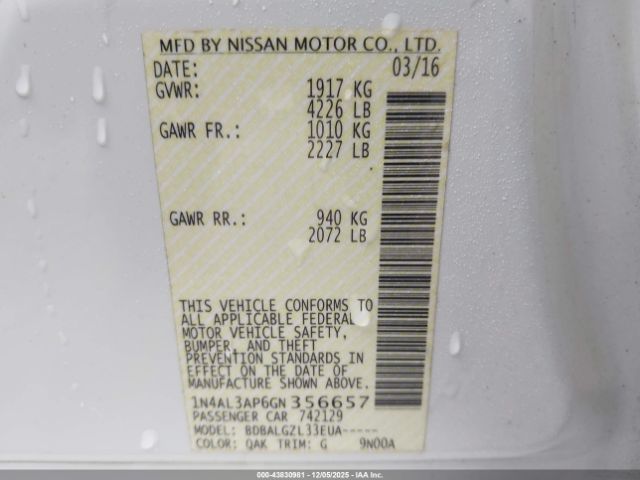 MFD BY NISSAN MOTOR CO., LTD.
DATE: 03/16
GVWR: 1917 KG
4226 LB
GAWR FR.: 1010 KG
2227 LB
GAWR RR.: 940 KG
2072 LB
THIS VEHICLE CONFORMS TO
ALL APPLICABLE FEDERAL
MOTOR VEHICLE SAFETY,
BUMPER, AND THEFT
PREVENTION STANDARDS IN
EFFECT ON THE DATE OF
MANUFACTURE SHOWN ABOVE.
1N4AL3AP6GN 356657
PASSENGER CAR 742129
MODEL: BDBALGZL33EUA-----
COLOR: QAK TRIM: G 9N00A
000-43830981 | 12/05/2025 - IAA, Inc.